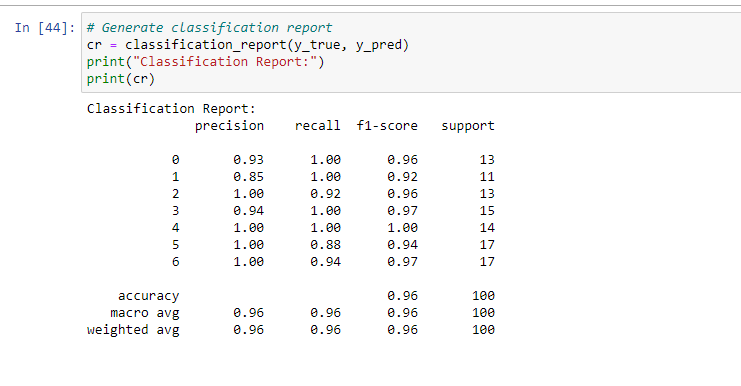 In [44]: # Generate classification report
cr = classification_report(y_true, y_pred)
print("Classification Report:")
print(cr)
Classification Report:
precision recall f1-score support
0 0.93 1.00 0.96 13
1 0.85 1.00 0.92 11
2 1.00 0.92 0.96 13
3 0.94 1.00 0.97 15
4 1.00 1.00 1.00 14
5 1.00 0.88 0.94 17
6 1.00 0.94 0.97 17
accuracy 0.96 100
macro avg 0.96 0.96 0.96 100
weighted avg 0.96 0.96 0.96 100